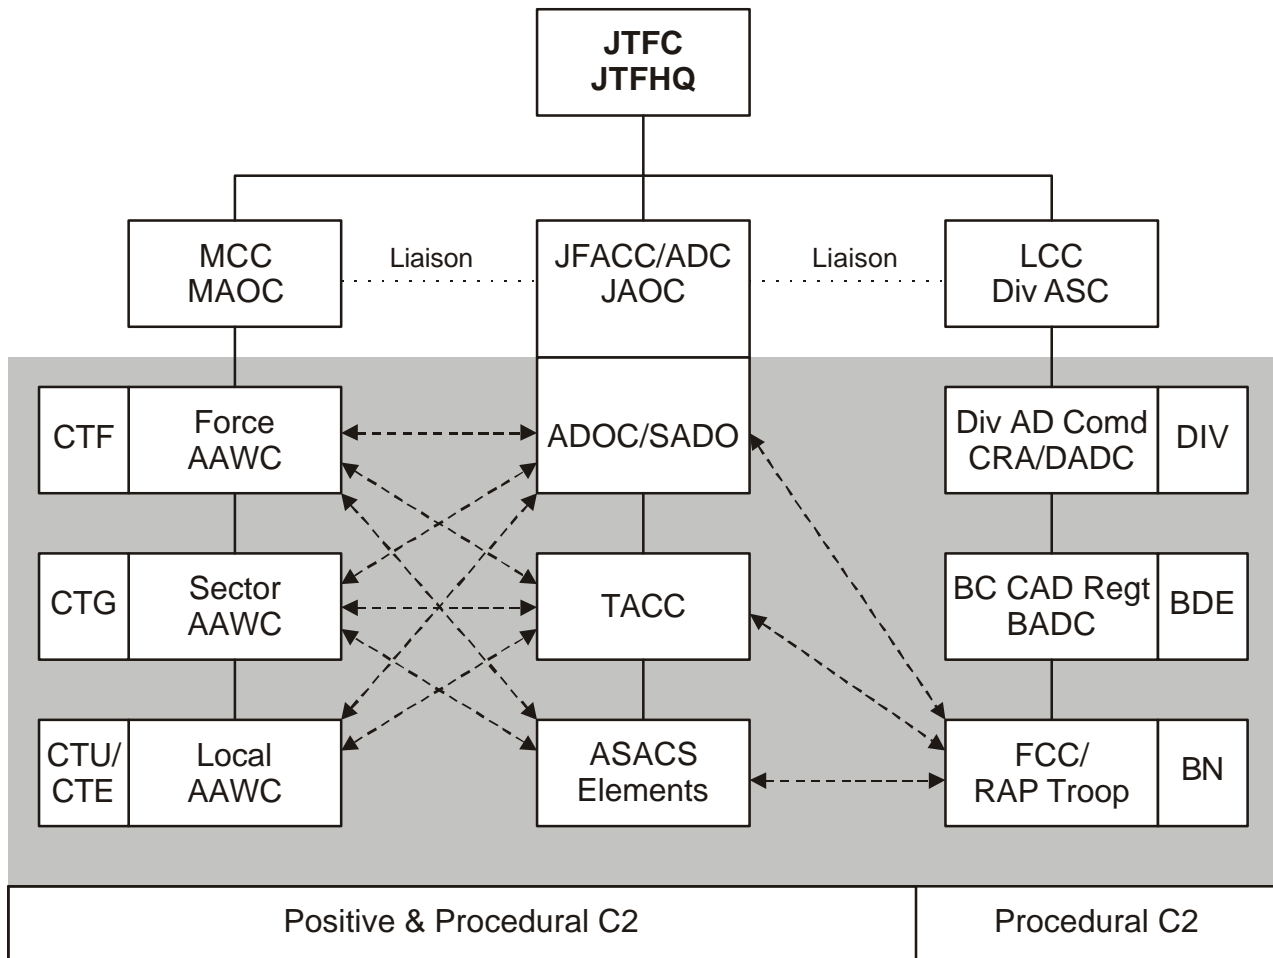 JTFC
JTFHQ
MCC
MAOC
Liaison
JFACC/ADC
JAOC
Liaison
LCC
Div ASC
CTF
Force
AAWC
ADOC/SADO
Div AD Comd
CRA/DADC
DIV
CTG
Sector
AAWC
TACC
BC CAD Regt
BADC
BDE
CTU/
CTE
Local
AAWC
ASACS
Elements
FCC/
RAP Troop
BN
Positive & Procedural C2
Procedural C2